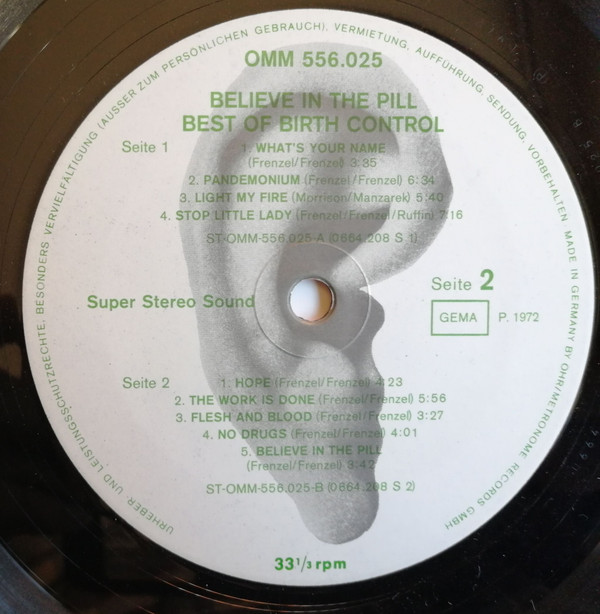 URHEBER UND LEISTUNGSSCHUTZRECHTE, BESONDERS VERVIELFÄLTIGUNG (AUSSER ZUM PERSÖNLICHEN GEBRAUCH), VERMIETUNG, AUFFÜHRUNG, SENDUNG, VORBEHALTEN. MADE IN GERMANY BY OHR/METRONOME RECORDS GMBH
OMM 556.025
BELIEVE IN THE PILL
BEST OF BIRTH CONTROL
Seite 1
1. WHAT'S YOUR NAME
(Frenzel/Frenzel) 3:35
2. PANDEMONIUM (Frenzel/Frenzel) 6:34
3. LIGHT MY FIRE (Morrison/Manzarek) 5:40
4. STOP LITTLE LADY (Frenzel/Frenzel/Ruffin) 7:16
ST-OMM-556.025-A (0664.208 S 1)
Super Stereo Sound
Seite 2
GEMA P. 1972
Seite 2
1. HOPE (Frenzel/Frenzel) 4:23
2. THE WORK IS DONE (Frenzel/Frenzel) 5:56
3. FLESH AND BLOOD (Frenzel/Frenzel) 3:27
4. NO DRUGS (Frenzel/Frenzel) 4:01
5. BELIEVE IN THE PILL
(Frenzel/Frenzel) 3:42
ST-OMM-556.025-B (0664.208 S 2)
33 1/3 rpm